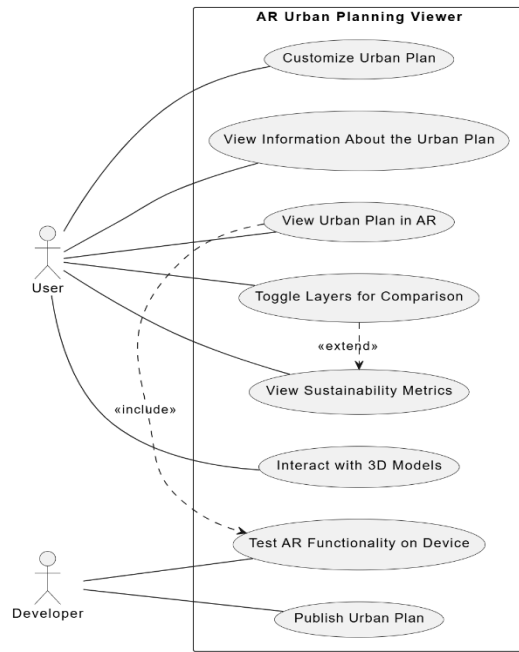 AR Urban Planning Viewer
Customize Urban Plan
View Information About the Urban Plan
View Urban Plan in AR
User
Toggle Layers for Comparison
«extend»
View Sustainability Metrics
«include»
Interact with 3D Models
Test AR Functionality on Device
Developer
Publish Urban Plan